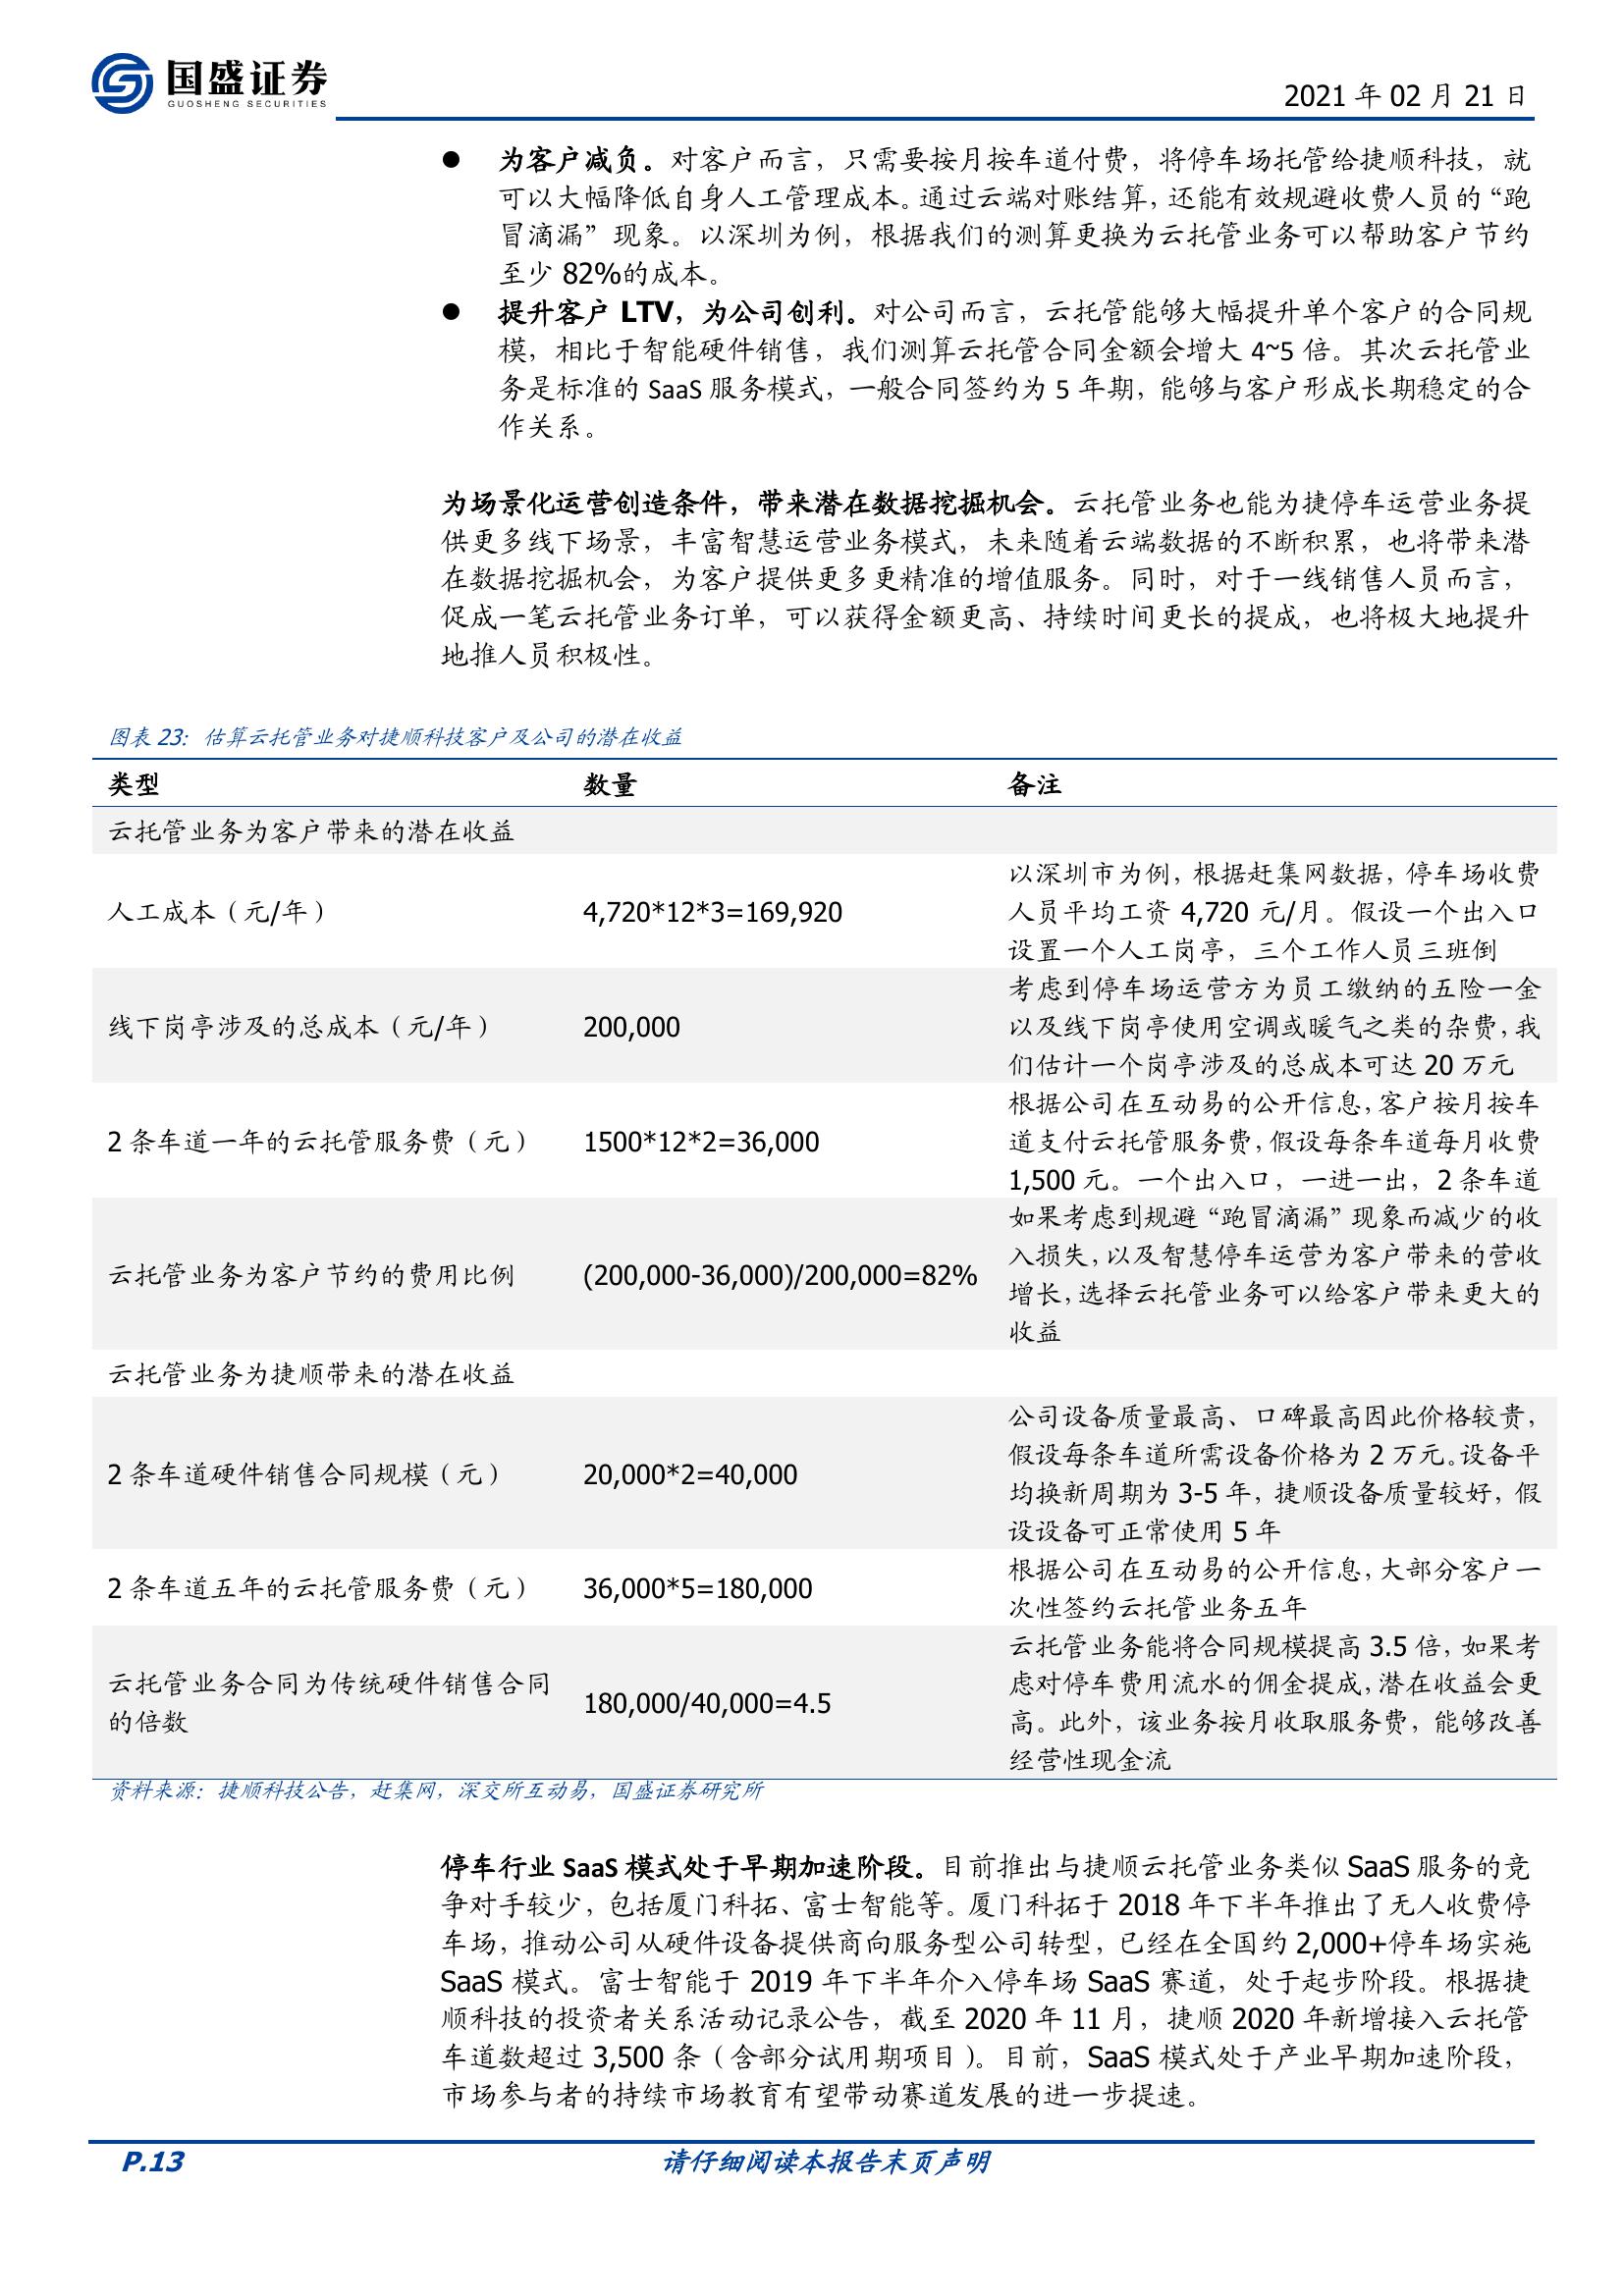 国盛证券
GUOSHENG SECURITIES
2021 年 02 月 21 日
● 为客户减负。对客户而言，只需要按月按车道付费，将停车场托管给捷顺科技，就
可以大幅降低自身人工管理成本。通过云端对账结算，还能有效规避收费人员的“跑
冒滴漏”现象。以深圳为例，根据我们的测算更换为云托管业务可以帮助客户节约
至少 82%的成本。
● 提升客户 LTV，为公司创利。对公司而言，云托管能够大幅提升单个客户的合同规
模，相比于智能硬件销售，我们测算云托管合同金额会增大 4~5 倍。其次云托管业
务是标准的 SaaS 服务模式，一般合同签约为 5 年期，能够与客户形成长期稳定的合
作关系。
为场景化运营创造条件，带来潜在数据挖掘机会。云托管业务也能为捷停车运营业务提
供更多线下场景，丰富智慧运营业务模式，未来随着云端数据的不断积累，也将带来潜
在数据挖掘机会，为客户提供更多更精准的增值服务。同时，对于一线销售人员而言，
促成一笔云托管业务订单，可以获得金额更高、持续时间更长的提成，也将极大地提升
地推人员积极性。
图表 23：估算云托管业务对捷顺科技客户及公司的潜在收益
类型 数量 备注
云托管业务为客户带来的潜在收益
人工成本（元/年） 4,720*12*3=169,920
以深圳市为例，根据赶集网数据，停车场收费
人员平均工资 4,720 元/月。假设一个出入口
设置一个人工岗亭，三个工作人员三班倒
线下岗亭涉及的总成本（元/年） 200,000
考虑到停车场运营方为员工缴纳的五险一金
以及线下岗亭使用空调或暖气之类的杂费，我
们估计一个岗亭涉及的总成本可达 20 万元
2 条车道一年的云托管服务费（元） 1500*12*2=36,000
根据公司在互动易的公开信息，客户按月按车
道支付云托管服务费，假设每条车道每月收费
1,500 元。一个出入口，一进一出，2 条车道
云托管业务为客户节约的费用比例 (200,000-36,000)/200,000=82%
如果考虑到规避“跑冒滴漏”现象而减少的收
入损失，以及智慧停车运营为客户带来的营收
增长，选择云托管业务可以给客户带来更大的
收益
云托管业务为捷顺带来的潜在收益
2 条车道硬件销售合同规模（元） 20,000*2=40,000
公司设备质量最高、口碑最高因此价格较贵，
假设每条车道所需设备价格为 2 万元。设备平
均换新周期为 3-5 年，捷顺设备质量较好，假
设设备可正常使用 5 年
2 条车道五年的云托管服务费（元） 36,000*5=180,000
根据公司在互动易的公开信息，大部分客户一
次性签约云托管业务五年
云托管业务合同为传统硬件销售合同
的倍数
180,000/40,000=4.5
云托管业务能将合同规模提高 3.5 倍，如果考
虑对停车费用流水的佣金提成，潜在收益会更
高。此外，该业务按月收取服务费，能够改善
经营性现金流
资料来源：捷顺科技公告，赶集网，深交所互动易，国盛证券研究所
停车行业 SaaS 模式处于早期加速阶段。目前推出与捷顺云托管业务类似 SaaS 服务的竞
争对手较少，包括厦门科拓、富士智能等。厦门科拓于 2018 年下半年推出了无人收费停
车场，推动公司从硬件设备提供商向服务型公司转型，已经在全国约 2,000+停车场实施
SaaS 模式。富士智能于 2019 年下半年介入停车场 SaaS 赛道，处于起步阶段。根据捷
顺科技的投资者关系活动记录公告，截至 2020 年 11 月，捷顺 2020 年新增接入云托管
车道数超过 3,500 条（含部分试用期项目）。目前，SaaS 模式处于产业早期加速阶段，
市场参与者的持续市场教育有望带动赛道发展的进一步提速。
P.13 请仔细阅读本报告末页声明